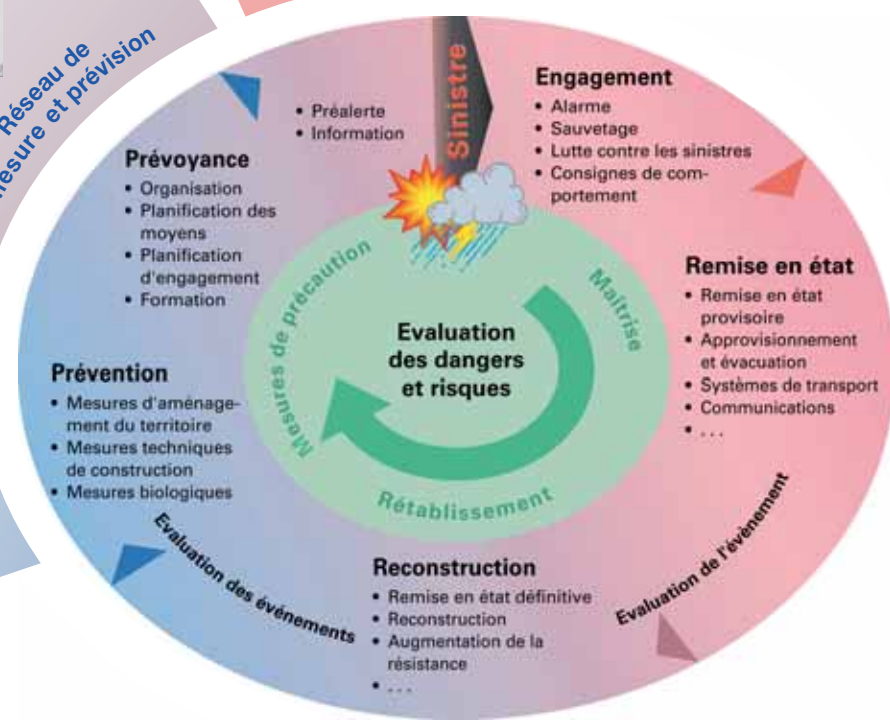 Réseau de
mesure et prévision
Sinistre
Engagement
• Alarme
• Sauvetage
• Lutte contre les sinistres
• Consignes de com-
portement
• Préalerte
• Information
Prévoyance
• Organisation
• Planification des
moyens
• Planification
d'engagement
• Formation
Remise en état
• Remise en état
provisoire
• Approvisionnement
et évacuation
• Systèmes de transport
• Communications
• . . .
Mesures de précaution
Maîtrise
Rétablissement
Evaluation
des dangers
et risques
Prévention
• Mesures d'aménage-
ment du territoire
• Mesures techniques
de construction
• Mesures biologiques
Evaluation des événements
Evaluation de l'évènement
Reconstruction
• Remise en état définitive
• Reconstruction
• Augmentation de la
résistance
• . . .